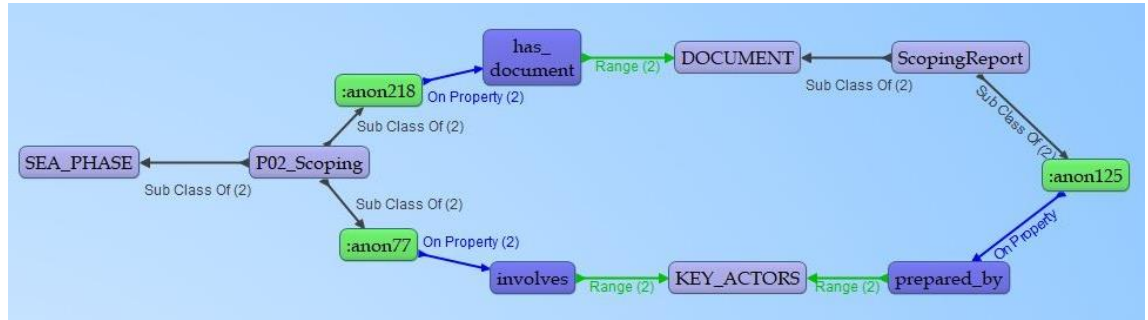 has_
document
Range (2)
DOCUMENT
Sub Class Of (2)
ScopingReport
:anon218
On Property (2)
Sub Class Of (2)
Sub Class Of (2)
SEA_PHASE
Sub Class Of (2)
P02_Scoping
:anon125
Sub Class Of (2)
:anon77
On Property (2)
On Property
involves
Range (2)
KEY_ACTORS
Range (2)
prepared_by